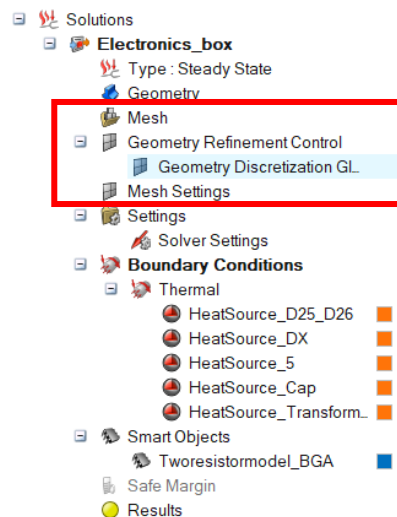 Solutions
Electronics_box
Type : Steady State
Geometry
Mesh
Geometry Refinement Control
Geometry Discretization Gl...
Mesh Settings
Settings
Solver Settings
Boundary Conditions
Thermal
HeatSource_D25_D26
HeatSource_DX
HeatSource_5
HeatSource_Cap
HeatSource_Transform...
Smart Objects
Tworesistormodel_BGA
Safe Margin
Results